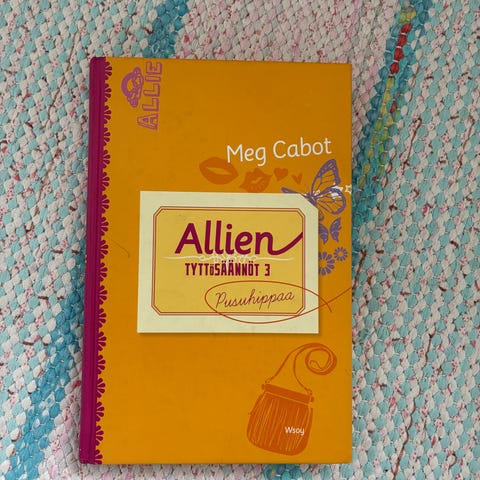 ALLIE
Meg Cabot
Allien
TYTTÖSÄÄNNÖT 3
Pusuhippaa
Wsoy